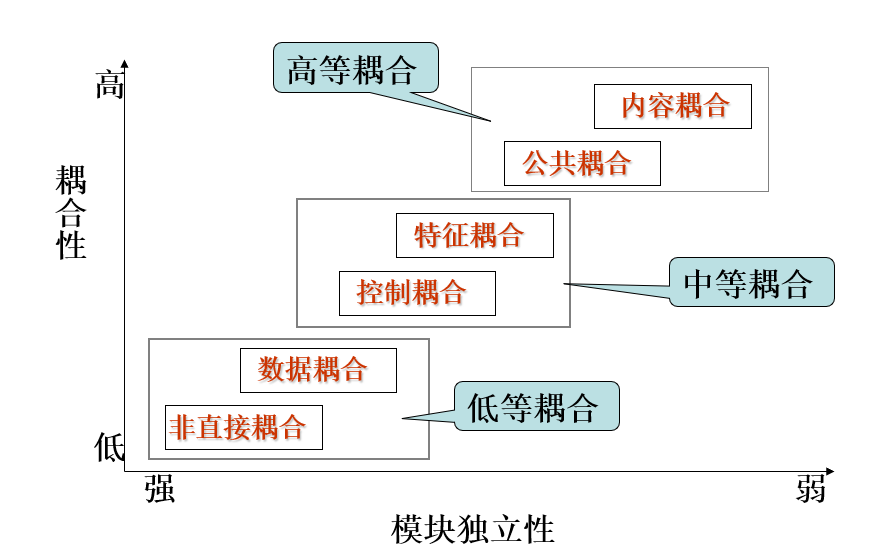 高等耦合
高
内容耦合
公共耦合
耦合性
特征耦合
中等耦合
控制耦合
数据耦合
低等耦合
非直接耦合
低
强
弱
模块独立性